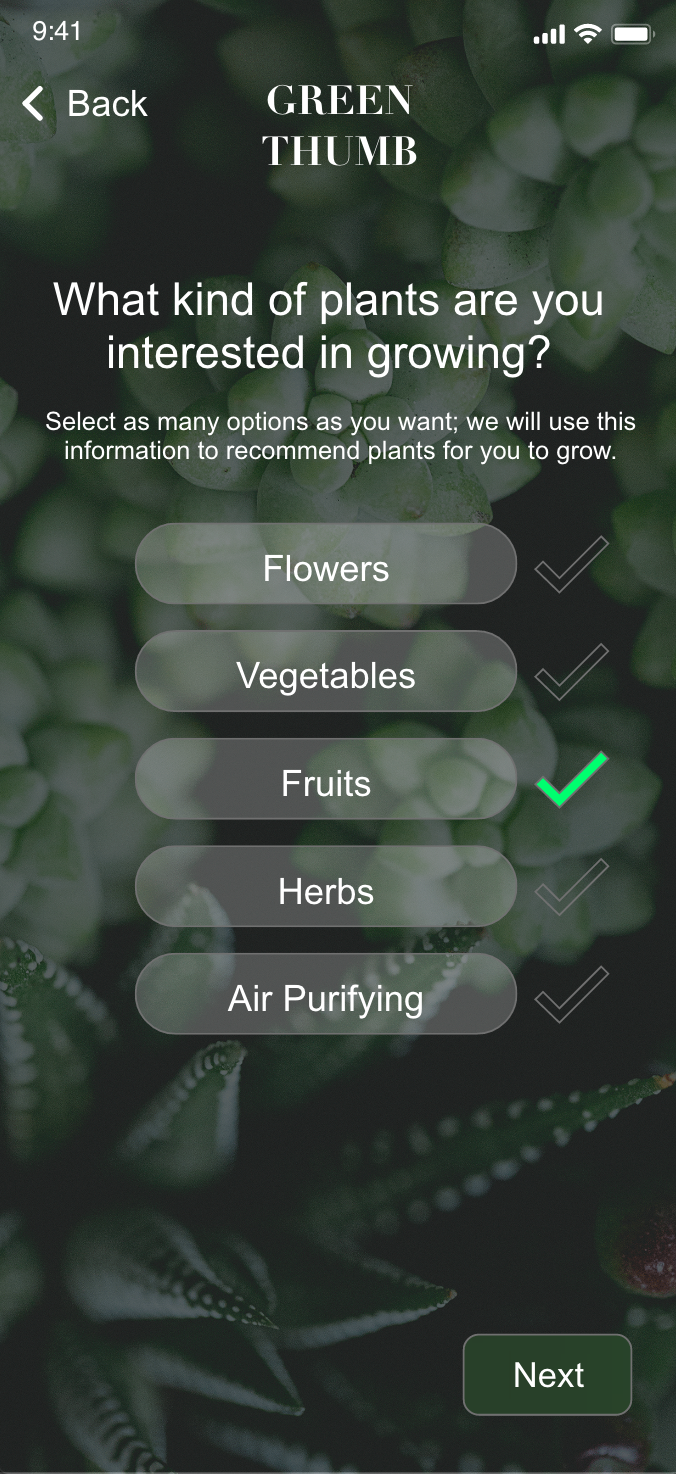 9:41
Back
GREEN
THUMB
What kind of plants are you
interested in growing?
Select as many options as you want; we will use this
information to recommend plants for you to grow.
Flowers
Vegetables
Fruits
Herbs
Air Purifying
Next